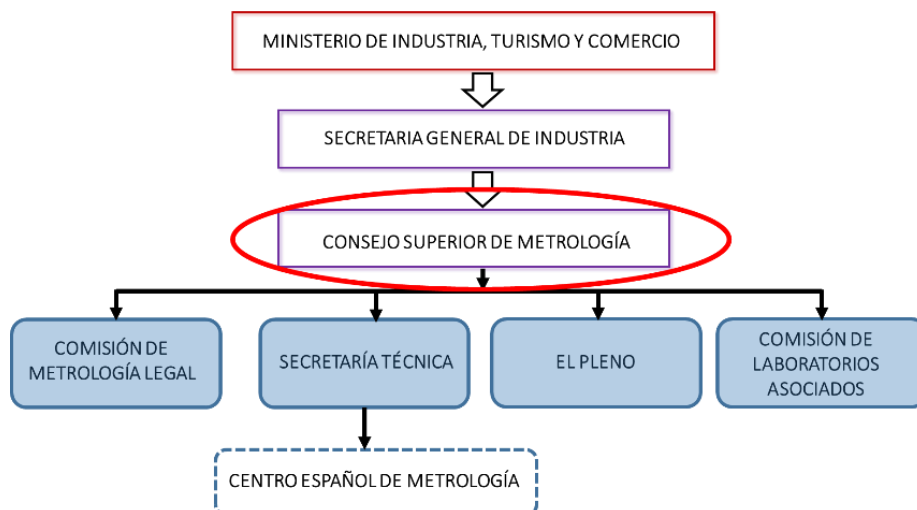 MINISTERIO DE INDUSTRIA, TURISMO Y COMERCIO
SECRETARIA GENERAL DE INDUSTRIA
CONSEJO SUPERIOR DE METROLOGÍA
COMISIÓN DE
METROLOGÍA LEGAL
SECRETARÍA TÉCNICA
EL PLENO
COMISIÓN DE
LABORATORIOS
ASOCIADOS
CENTRO ESPAÑOL DE METROLOGÍA